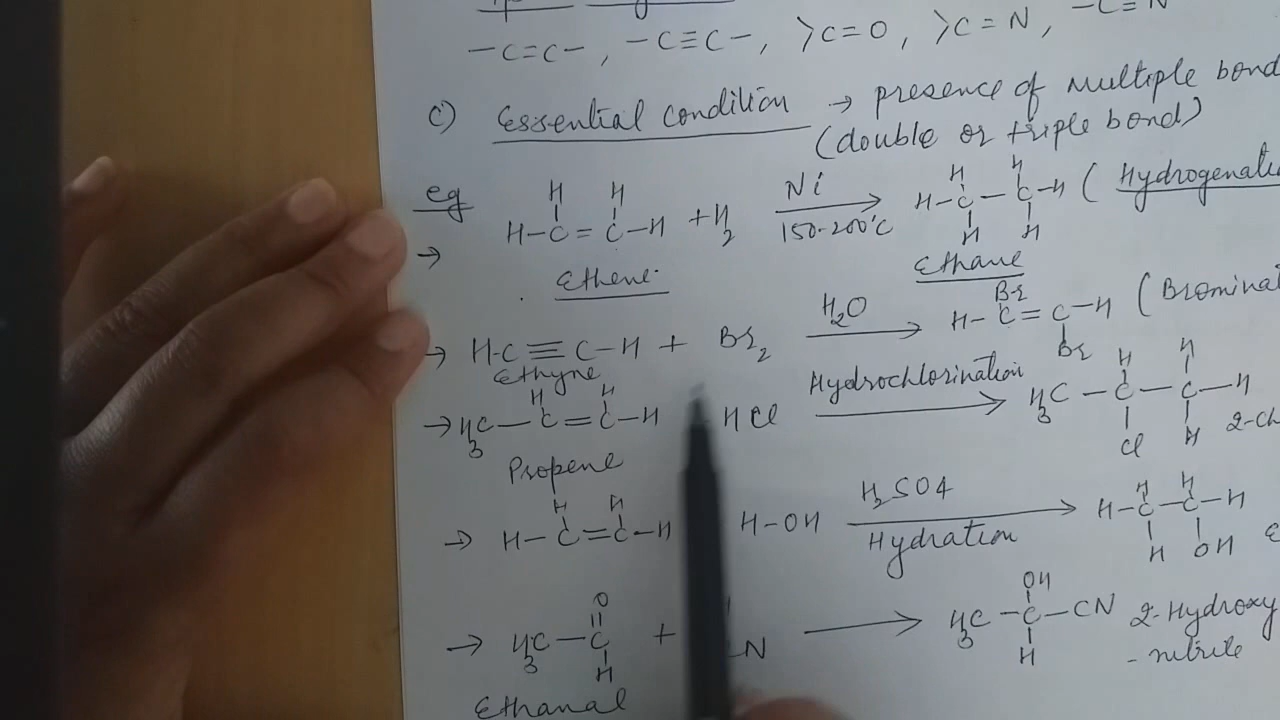 -C=C- , -C≡C- , >C=O , >C=N , -C≡N
C) Essential condition → presence of multiple bond
(double or triple bond)
eg
→ H-C=C-H +H2 Ni 150-200°C H-C-C-H (Hydrogenati
H H H H H H
Ethene. Ethane
→ H-C≡C-H + Br2 H2O → H-C=C-H (Brominat
Br Br
Ethyne
→ H3C-C=C-H HCl Hydrochlorination → H3C-C-C-H
H H H H Cl H 2-ch
Propene
→ H-C=C-H H-OH H2SO4 Hydration → H-C-C-H
H H H H H OH
→ H3C-C + N → H3C-C-CN 2-Hydroxy
O H OH H -nitrile
Ethanal